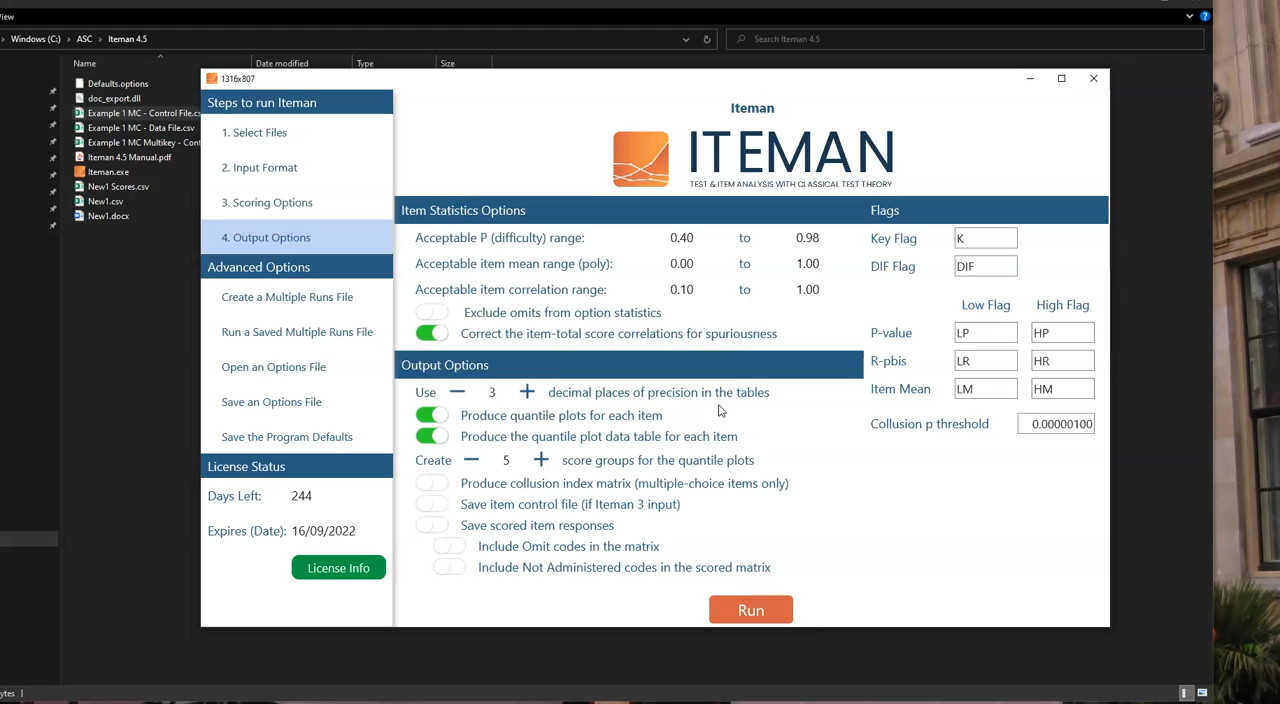 View
Windows (C:) > ASC > Iteman 4.5
Search Iteman 4.5
Name Date modified Type Size
Defaults.options
doc_export.dll
Example 1 MC - Control File.cs
Example 1 MC - Data File.csv
Example 1 MC Multikey - Cont
Iteman 4.5 Manual.pdf
Iteman.exe
New1 Scores.csv
New1.csv
New1.docx
ytes
1316x807
Steps to run Iteman
1. Select Files
2. Input Format
3. Scoring Options
4. Output Options
Advanced Options
Create a Multiple Runs File
Run a Saved Multiple Runs File
Open an Options File
Save an Options File
Save the Program Defaults
License Status
Days Left: 244
Expires (Date): 16/09/2022
License Info
Iteman
ITEMAN
TEST & ITEM ANALYSIS WITH CLASSICAL TEST THEORY
Item Statistics Options
Acceptable P (difficulty) range: 0.40 to 0.98
Acceptable item mean range (poly): 0.00 to 1.00
Acceptable item correlation range: 0.10 to 1.00
Exclude omits from option statistics
Correct the item-total score correlations for spuriousness
Output Options
Use − 3 + decimal places of precision in the tables
Produce quantile plots for each item
Produce the quantile plot data table for each item
Create − 5 + score groups for the quantile plots
Produce collusion index matrix (multiple-choice items only)
Save item control file (if Iteman 3 input)
Save scored item responses
Include Omit codes in the matrix
Include Not Administered codes in the scored matrix
Run
Flags
Key Flag K
DIF Flag DIF
Low Flag High Flag
P-value LP HP
R-pbis LR HR
Item Mean LM HM
Collusion p threshold 0.00000100